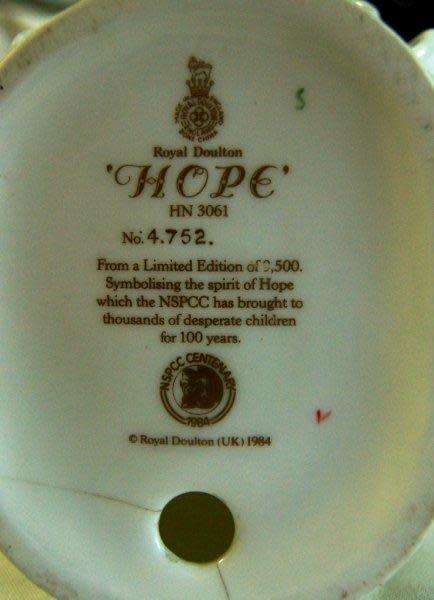 Royal Doulton
'HOPE'
HN 3061
No. 4.752.
From a Limited Edition of ,500.
Symbolising the spirit of Hope
which the NSPCC has brought to
thousands of desperate children
for 100 years.
NSPCC CENTENARY
1984
© Royal Doulton (UK) 1984